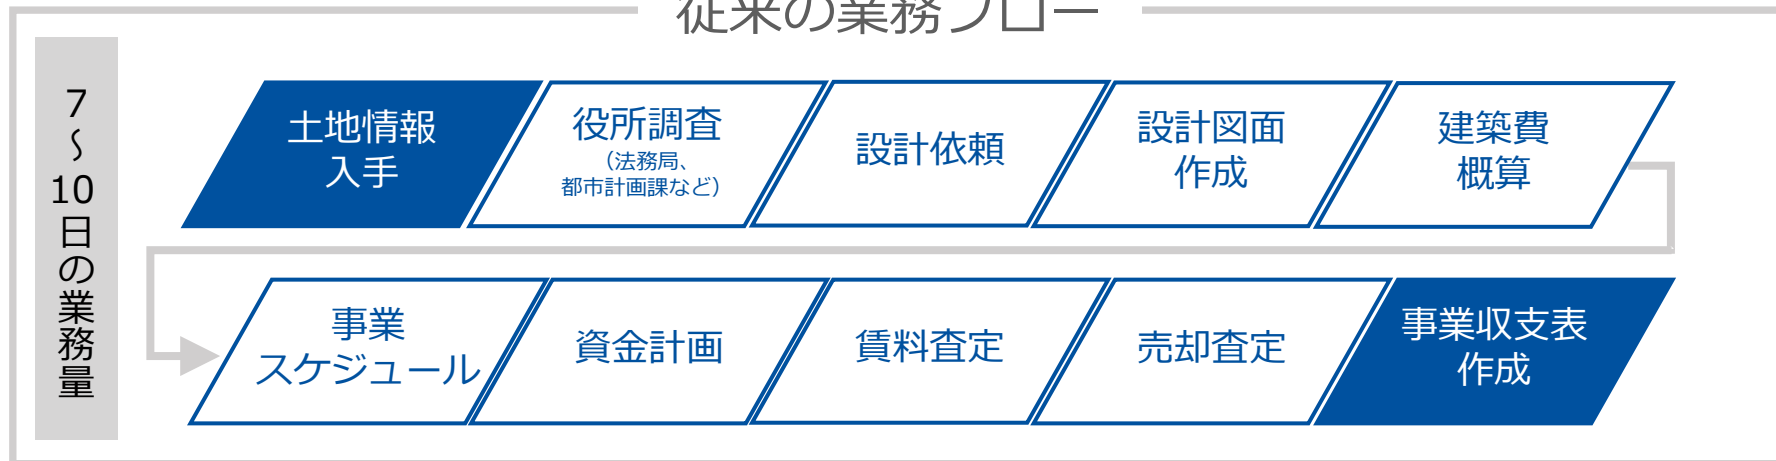 従来の業務フロー
7～10日の業務量
土地情報
入手
役所調査
（法務局、
都市計画課など）
設計依頼
設計図面
作成
建築費
概算
事業
スケジュール
資金計画
賃料査定
売却査定
事業収支表
作成